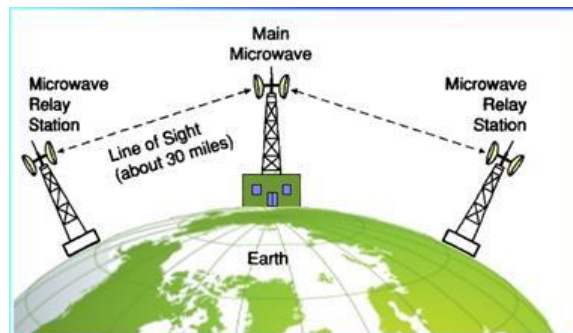 Main
Microwave
Microwave
Relay
Station
Microwave
Relay
Station
Line of Sight
(about 30 miles)
Earth